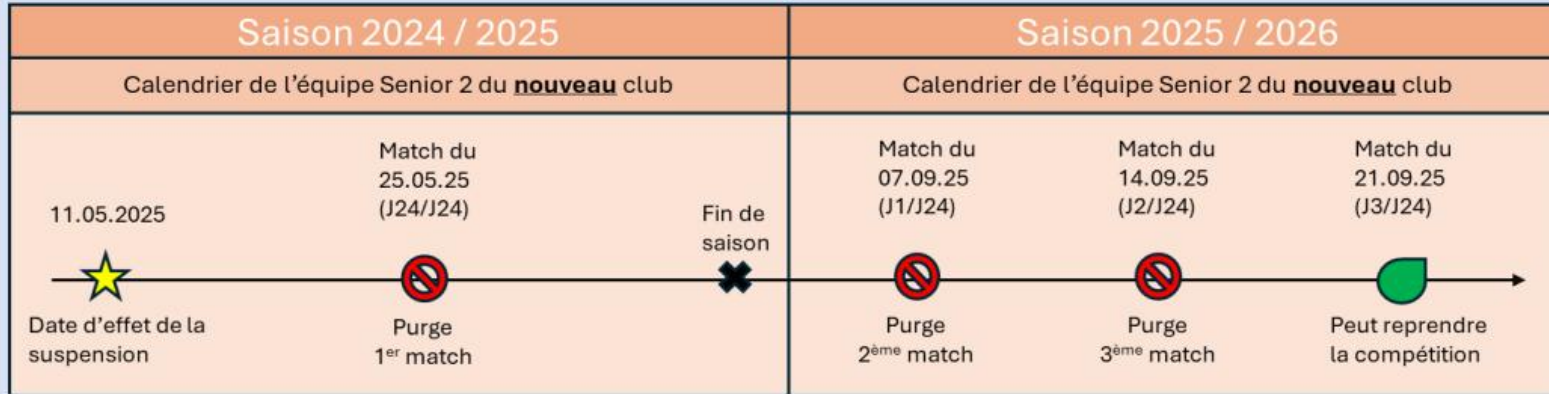 Saison 2024 / 2025
Calendrier de l’équipe Senior 2 du nouveau club
11.05.2025
Date d’effet de la
suspension
Match du
25.05.25
(J24/J24)
Purge
1er match
Fin de
saison
Saison 2025 / 2026
Calendrier de l’équipe Senior 2 du nouveau club
Match du
07.09.25
(J1/J24)
Purge
2ème match
Match du
14.09.25
(J2/J24)
Purge
3ème match
Match du
21.09.25
(J3/J24)
Peut reprendre
la compétition